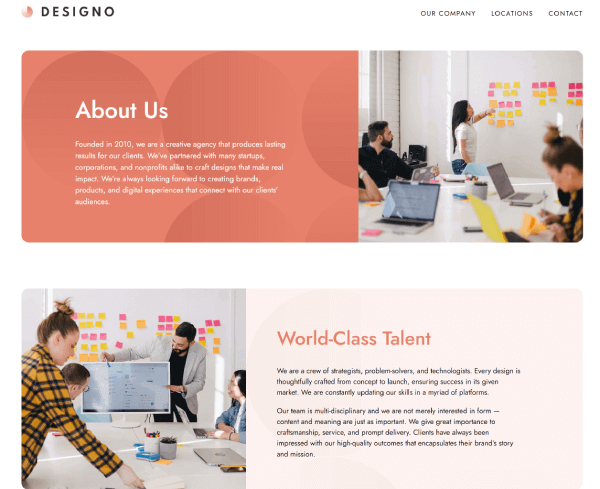 DESIGNO
OUR COMPANY LOCATIONS CONTACT
About Us
Founded in 2010, we are a creative agency that produces lasting
results for our clients. We've partnered with many startups,
corporations, and nonprofits alike to craft designs that make real
impact. We're always looking forward to creating brands,
products, and digital experiences that connect with our clients'
audiences.
World-Class Talent
We are a crew of strategists, problem-solvers, and technologists. Every design is
thoughtfully crafted from concept to launch, ensuring success in its given
market. We are constantly updating our skills in a myriad of platforms.
Our team is multi-disciplinary and we are not merely interested in form —
content and meaning are just as important. We give great importance to
craftsmanship, service, and prompt delivery. Clients have always been
impressed with our high-quality outcomes that encapsulates their brand's story
and mission.